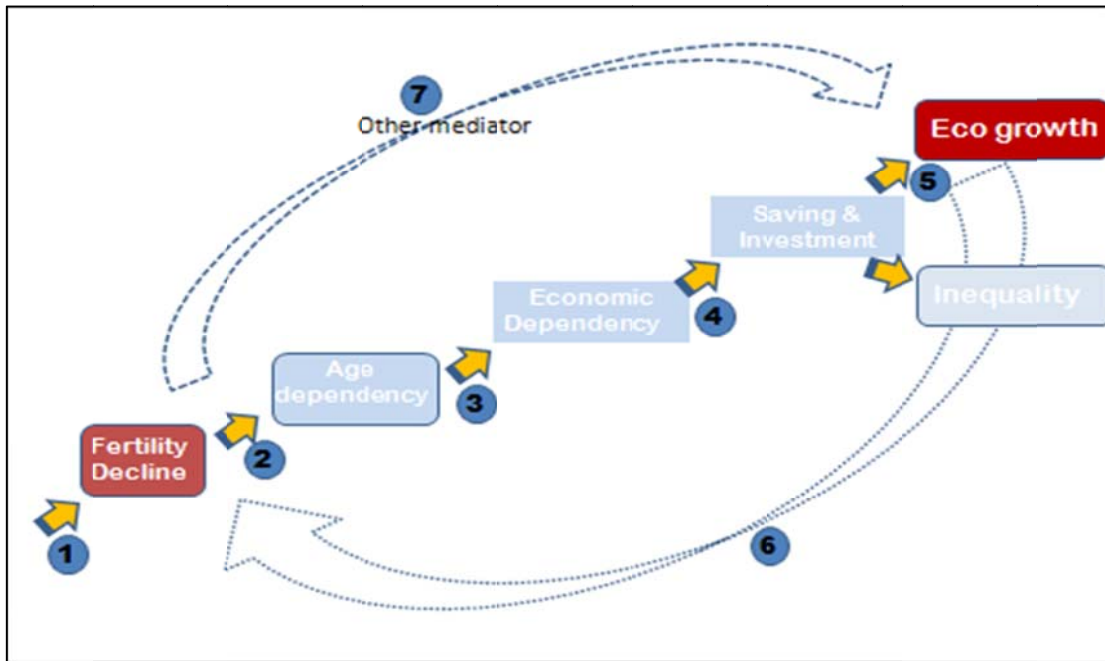 7
Other mediator
Eco growth
5
Saving &
Investment
Inequality
Economic
Dependency
4
Age
dependency
3
Fertility
Decline
2
1
6